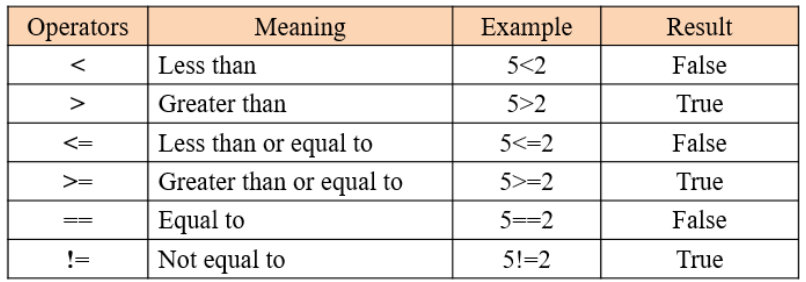 Operators Meaning Example Result
< Less than 5<2 False
> Greater than 5>2 True
<= Less than or equal to 5<=2 False
>= Greater than or equal to 5>=2 True
== Equal to 5==2 False
!= Not equal to 5!=2 True